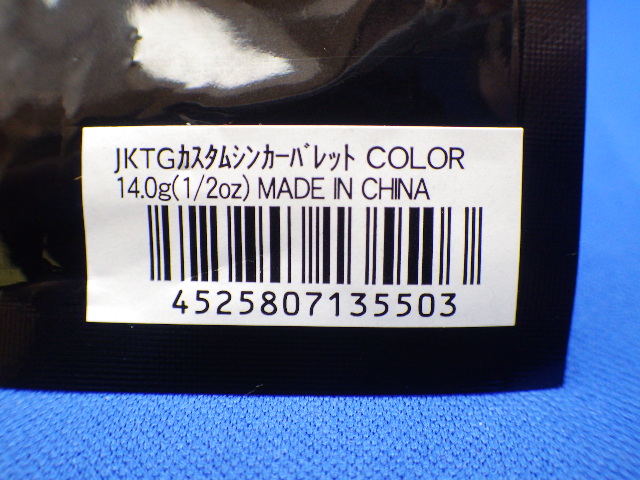 JKTGｶｽﾀﾑｼﾝｶｰﾊﾞﾚｯﾄ COLOR
14.0g(1/2oz) MADE IN CHINA
4525807135503